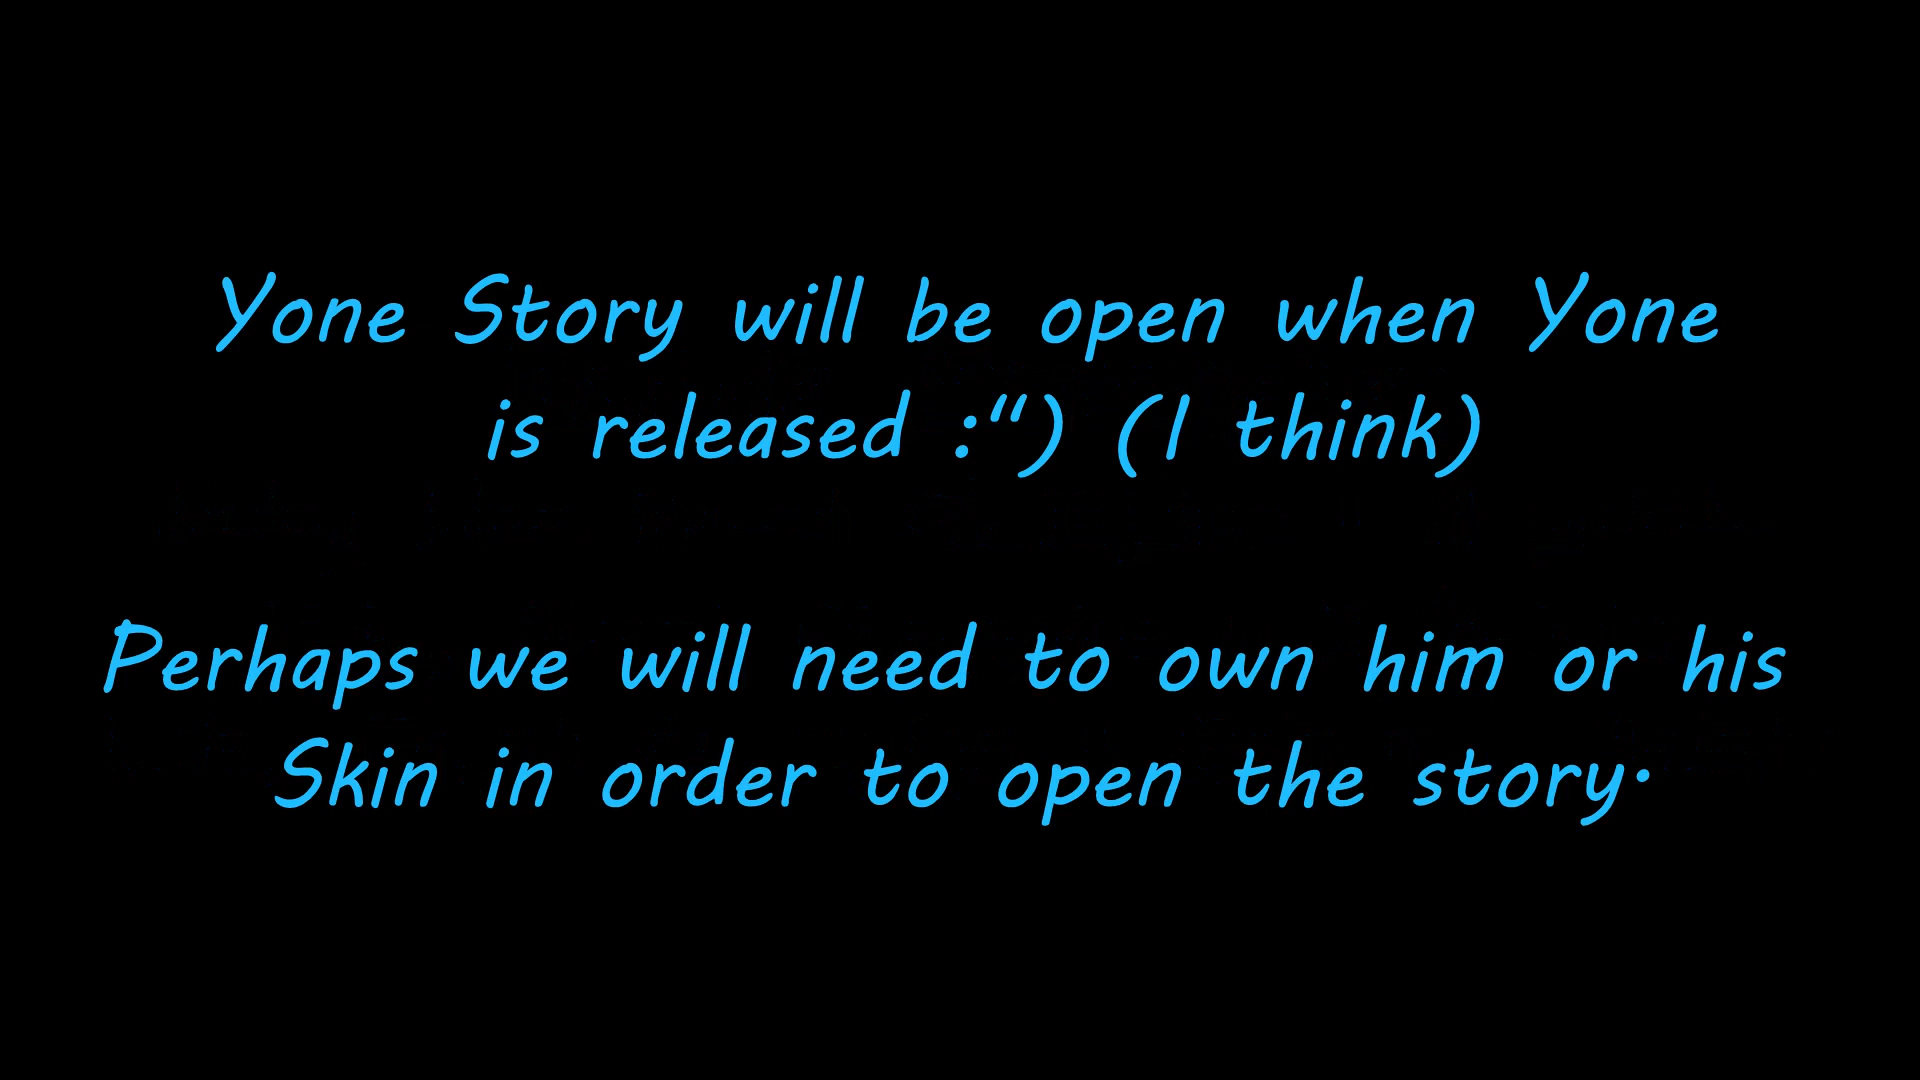 Yone Story will be open when Yone
is released :“) (I think)
Perhaps we will need to own him or his
Skin in order to open the story.